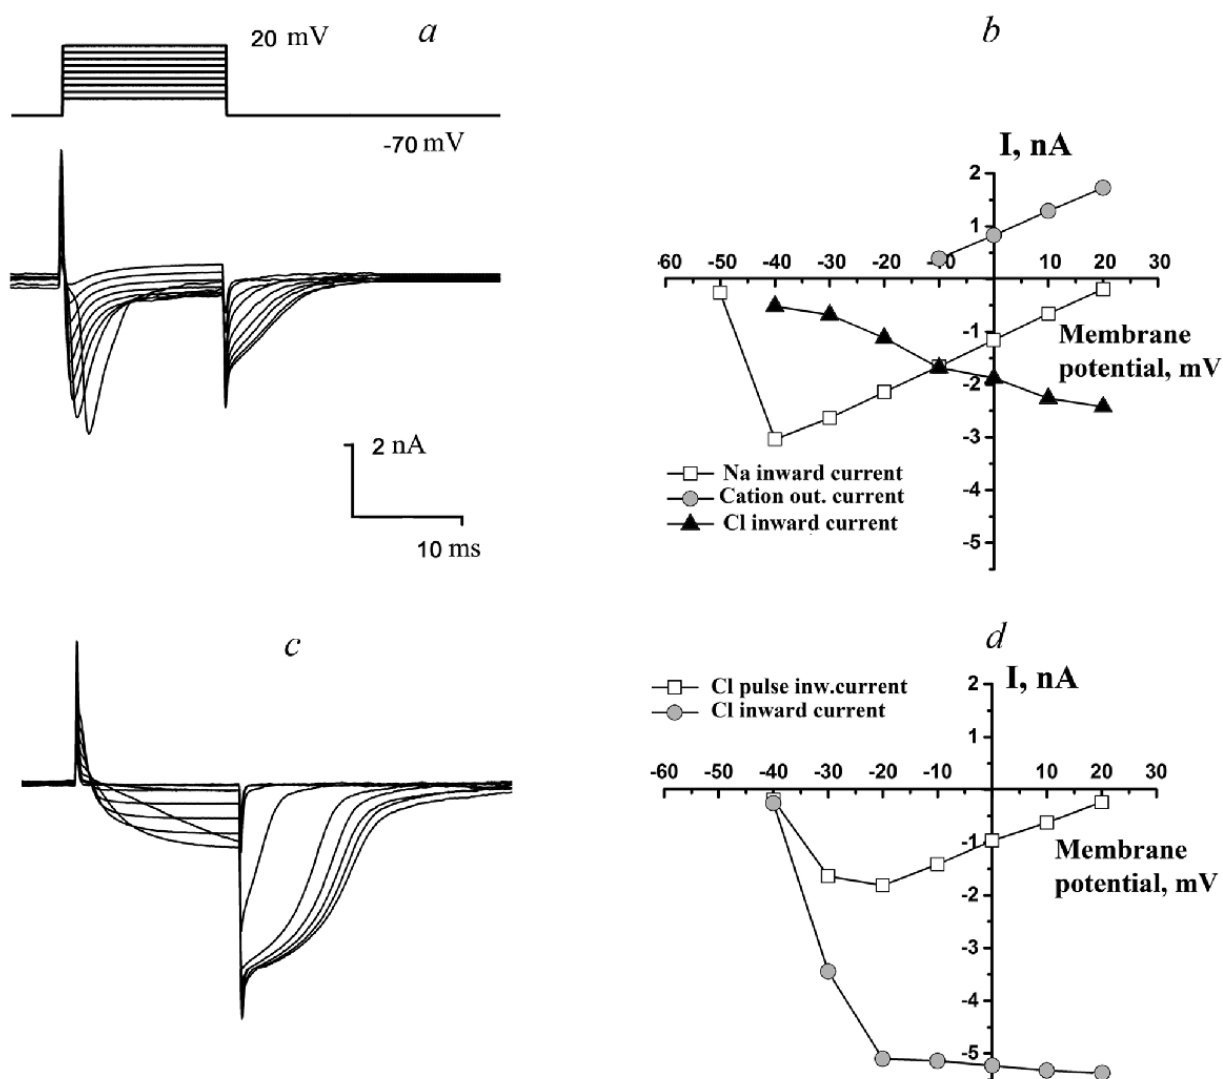 20 mV
a
-70 mV
2 nA
10 ms
b
I, nA
2
1
-60 -50 -40 -30 -20 -10 10 20 30
-1
Membrane
potential, mV
-2
-3
-4
-5
Na inward current
Cation out. current
Cl inward current
c
d
Cl pulse inw.current
Cl inward current
I, nA
2
1
-60 -50 -40 -30 -20 -10 10 20 30
-1
Membrane
potential, mV
-2
-3
-4
-5